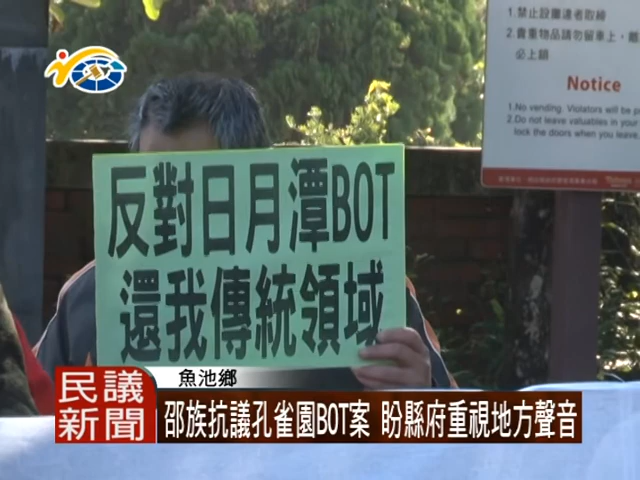 1 禁止設攤違者取締
2.貴重物品請勿留車上，離
必上鎖
Notice
1.No vending. Violators will be p
2.Do not leave valuables in your
lock the doors when you leave.
反對日月潭BOT
還我傳統領域
魚池鄉
民議
新聞
邵族抗議孔雀園BOT案 盼縣府重視地方聲音